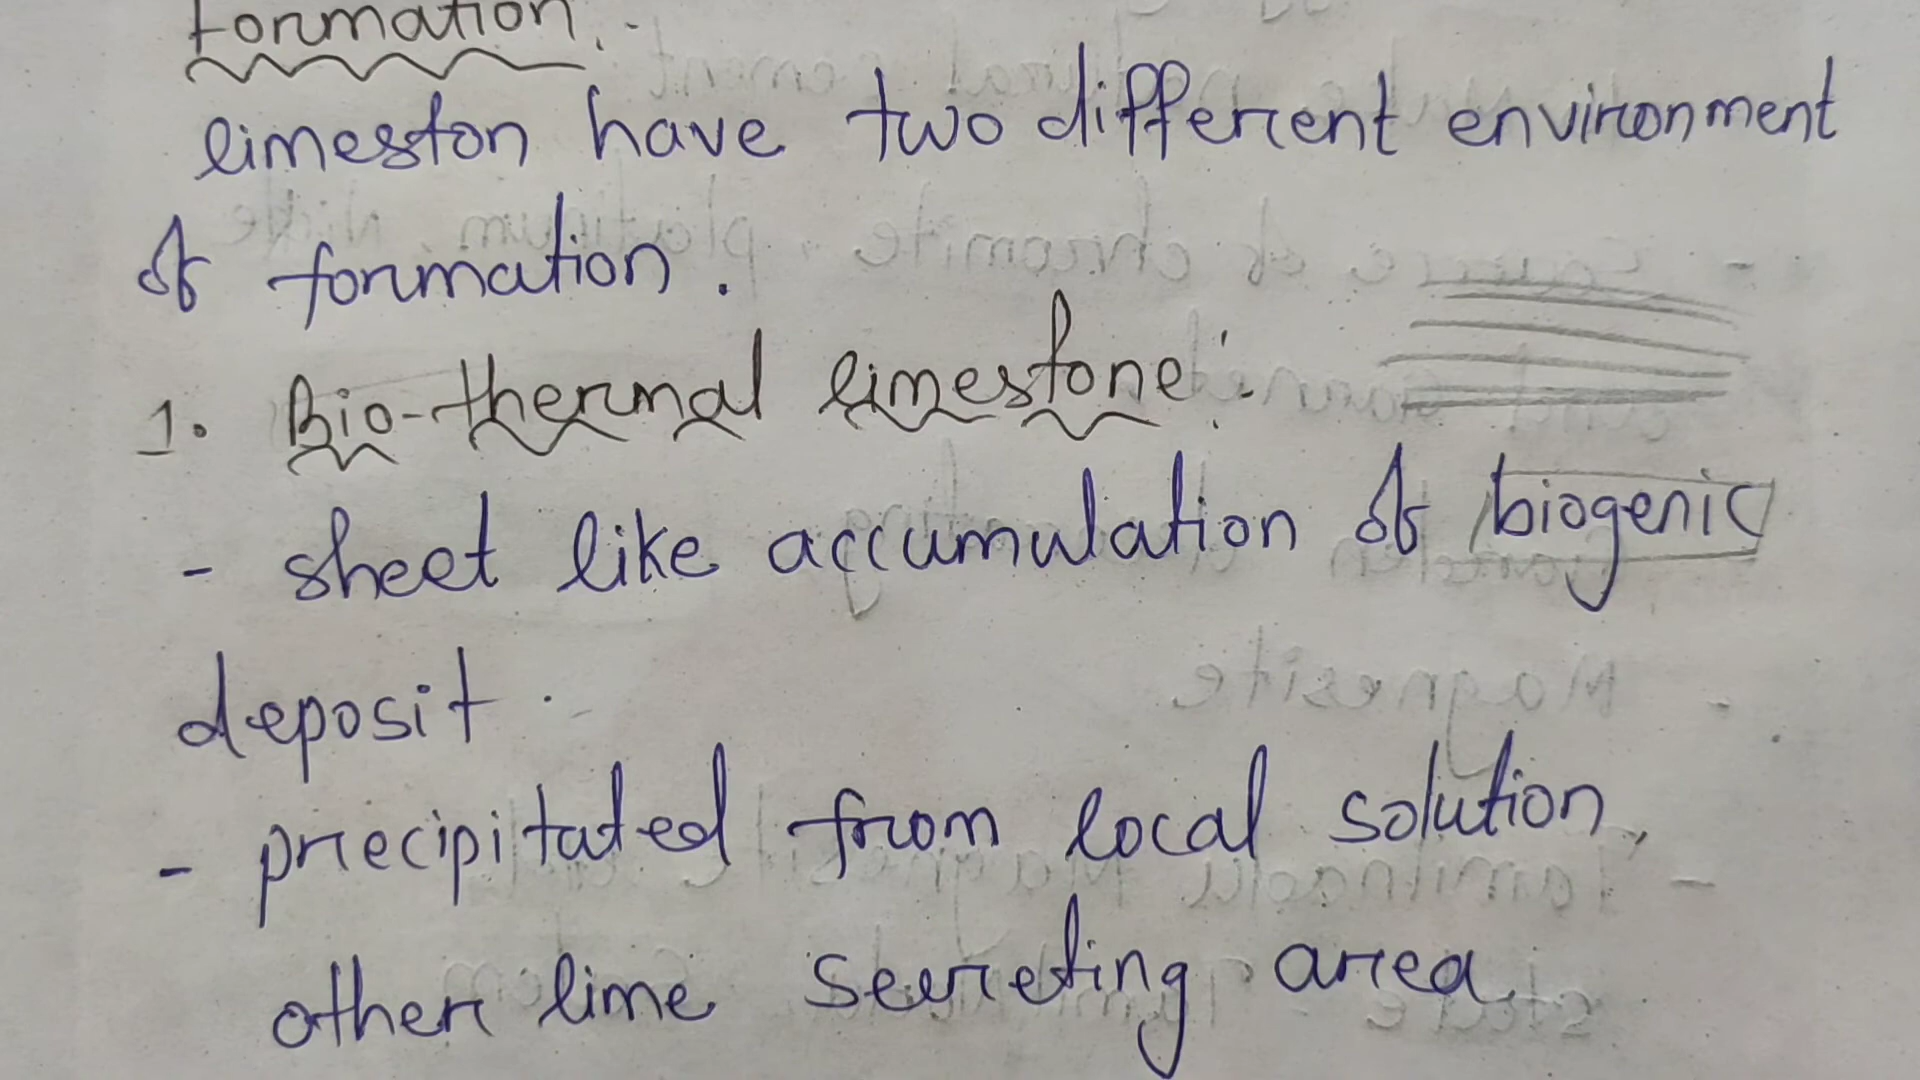 Formation :-
limeston have two different environment
of formation .
1. Bio-thermal limestone :
- sheet like accumulation of biogenic
deposit .
- precipitated from local solution,
other lime secreting area